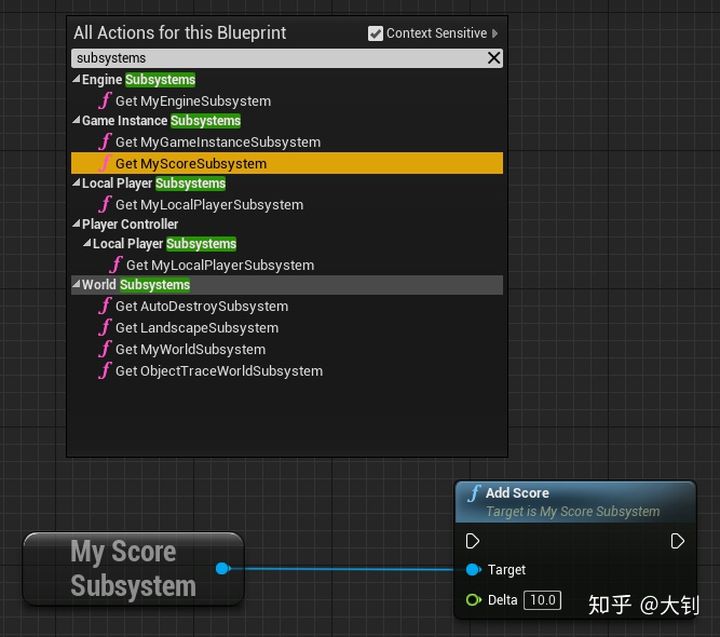 All Actions for this Blueprint
Context Sensitive
subsystems
Engine Subsystems
Get MyEngineSubsystem
Game Instance Subsystems
Get MyGameInstanceSubsystem
Get MyScoreSubsystem
Local Player Subsystems
Get MyLocalPlayerSubsystem
Player Controller
Local Player Subsystems
Get MyLocalPlayerSubsystem
World Subsystems
Get AutoDestroySubsystem
Get LandscapeSubsystem
Get MyWorldSubsystem
Get ObjectTraceWorldSubsystem
My Score
Subsystem
Add Score
Target is My Score Subsystem
Target
Delta 10.0
知乎 @大钊